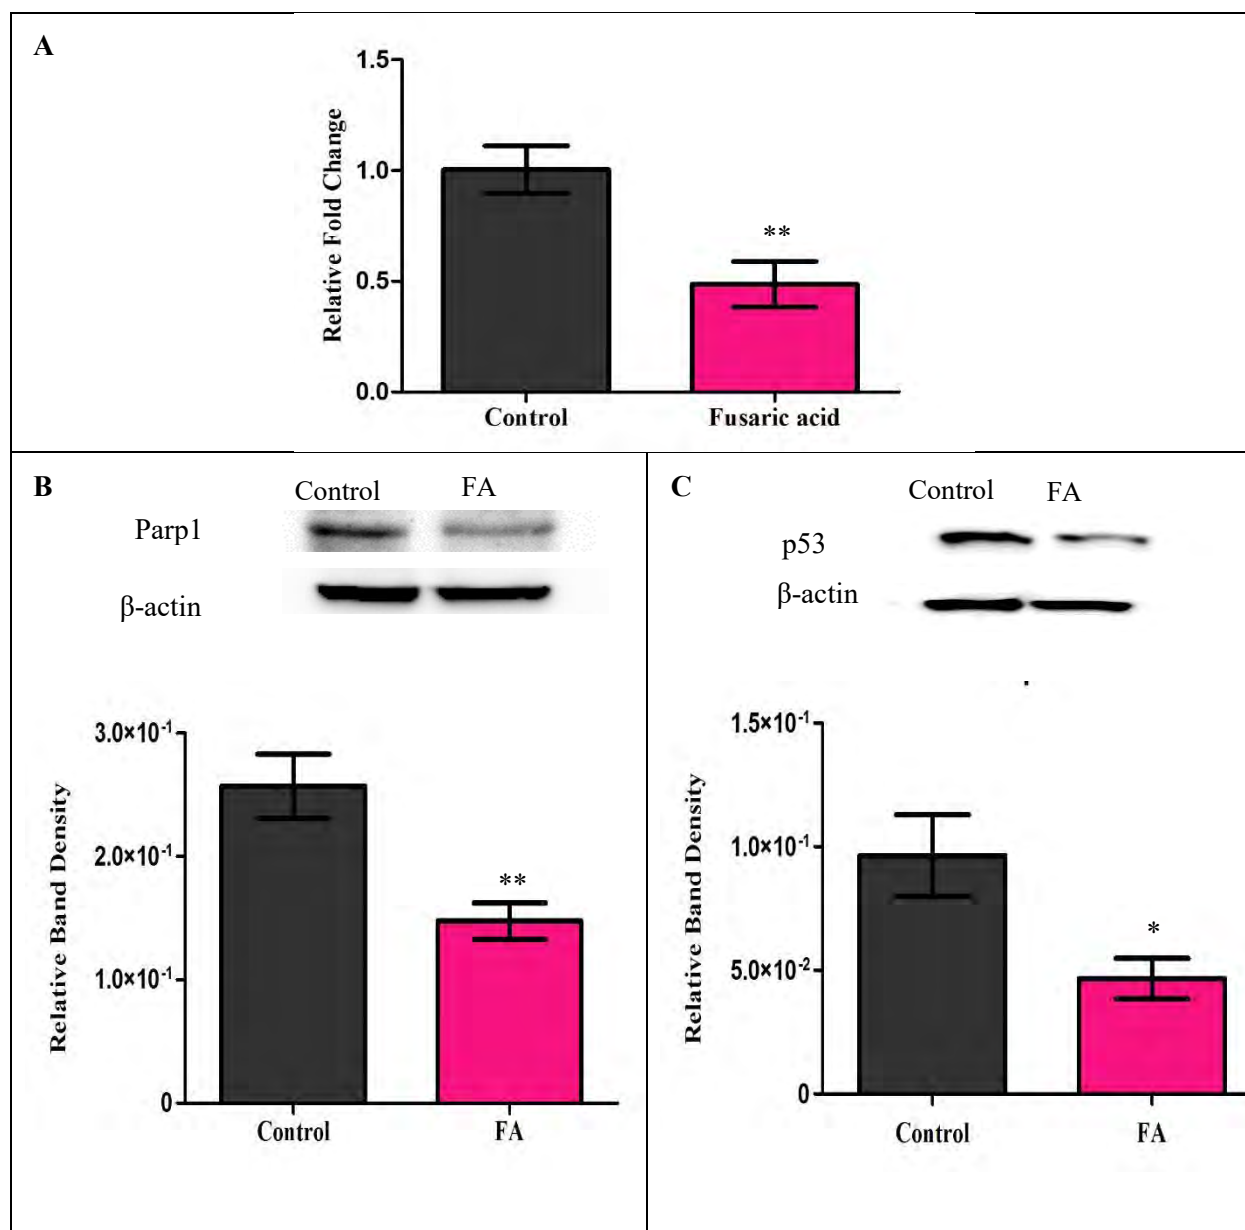 A
1.5
1.0
0.5
0.0
Relative Fold Change
**
Control Fusaric acid
B
Control FA
Parp1
β-actin
3.0×10⁻¹
2.0×10⁻¹
1.0×10⁻¹
0
Relative Band Density
**
Control FA
C
Control FA
p53
β-actin
1.5×10⁻¹
1.0×10⁻¹
5.0×10⁻²
0
Relative Band Density
*
Control FA